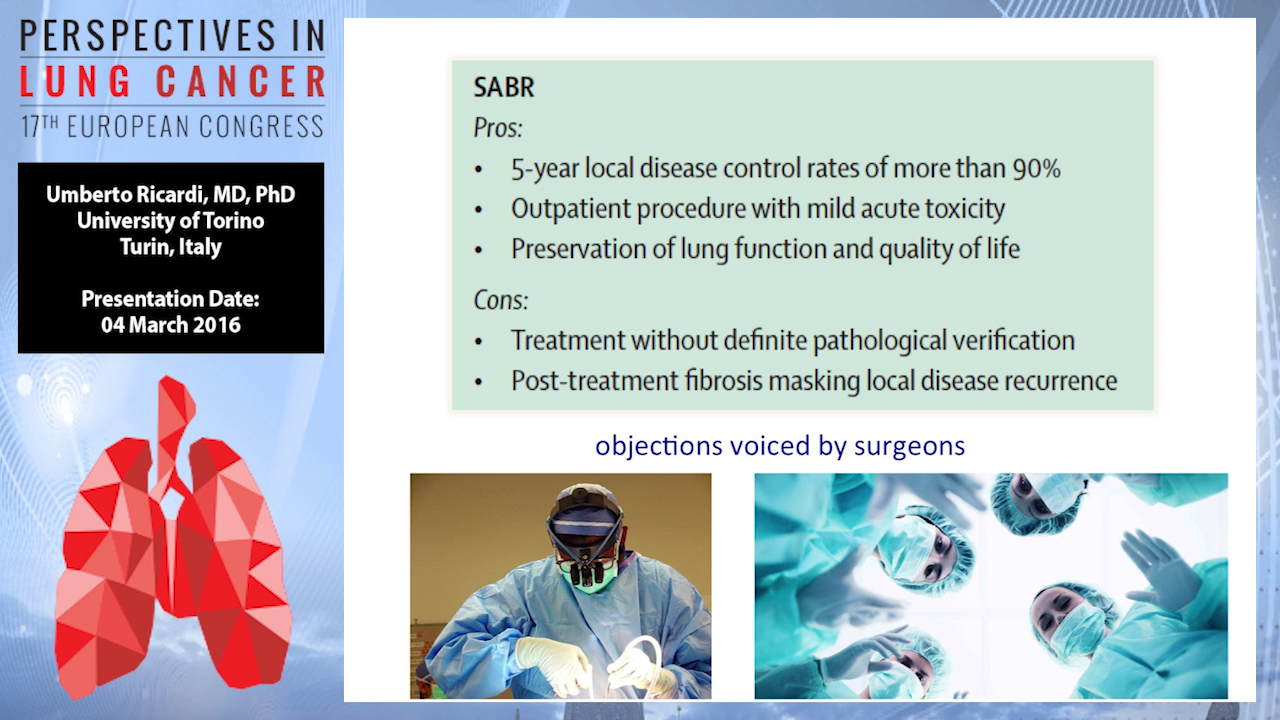 PERSPECTIVES IN
LUNG CANCER
17TH EUROPEAN CONGRESS
Umberto Ricardi, MD, PhD
University of Torino
Turin, Italy
Presentation Date:
04 March 2016
SABR
Pros:
• 5-year local disease control rates of more than 90%
• Outpatient procedure with mild acute toxicity
• Preservation of lung function and quality of life
Cons:
• Treatment without definite pathological verification
• Post-treatment fibrosis masking local disease recurrence
objections voiced by surgeons